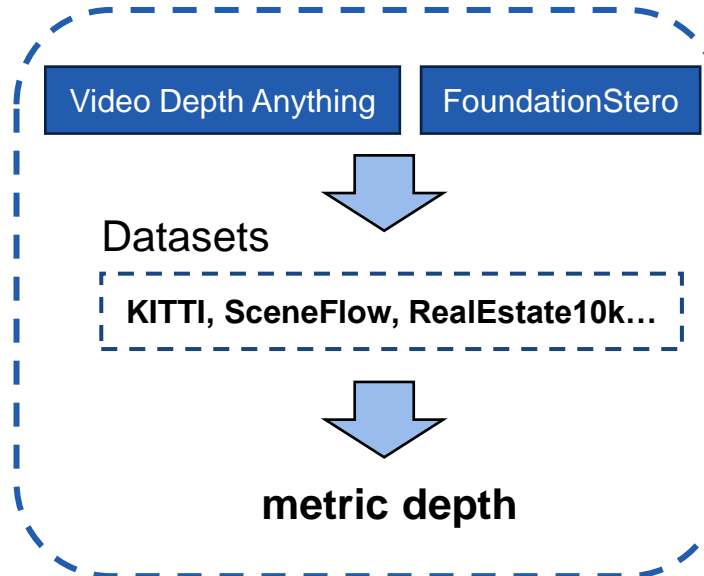 Video Depth Anything
FoundationStero
Datasets
KITTI, SceneFlow, RealEstate10k…
metric depth